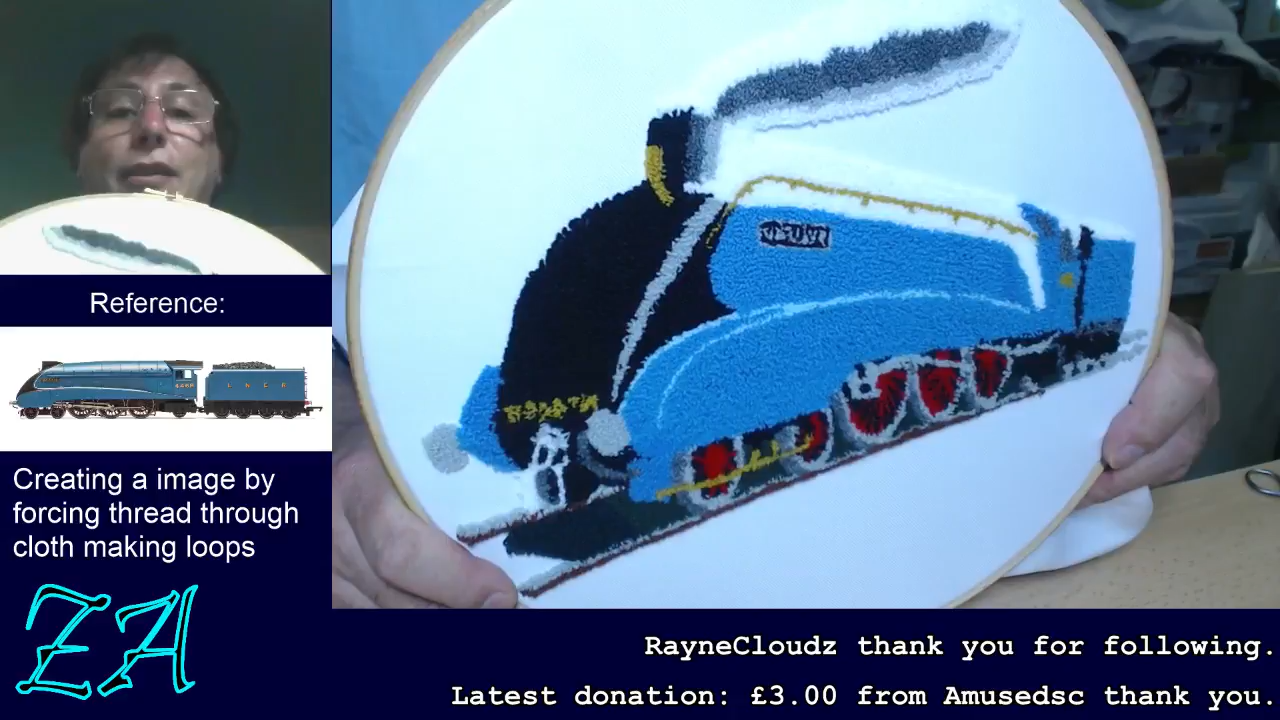 Reference:
L N E R
Creating a image by
forcing thread through
cloth making loops
ZA
RayneCloudz thank you for following.
Latest donation: £3.00 from Amusedsc thank you.